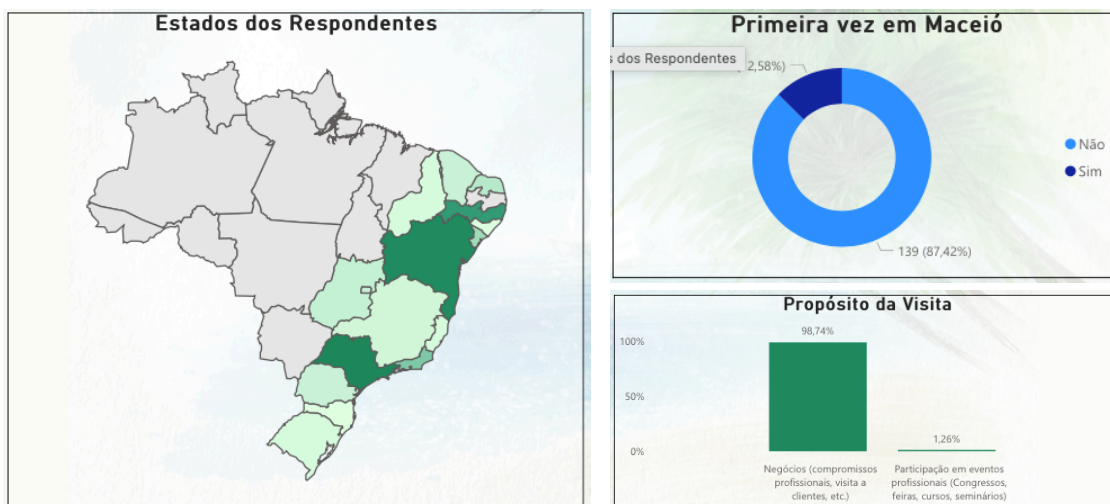 Estados dos Respondentes
Primeira vez em Maceió
s dos Respondentes
2,58%)
Não
Sim
139 (87,42%)
Propósito da Visita
98,74%
100%
50%
0%
1,26%
Negócios (compromissos
profissionais, visita a
clientes, etc.)
Participação em eventos
profissionais (Congressos,
feiras, cursos, seminários)